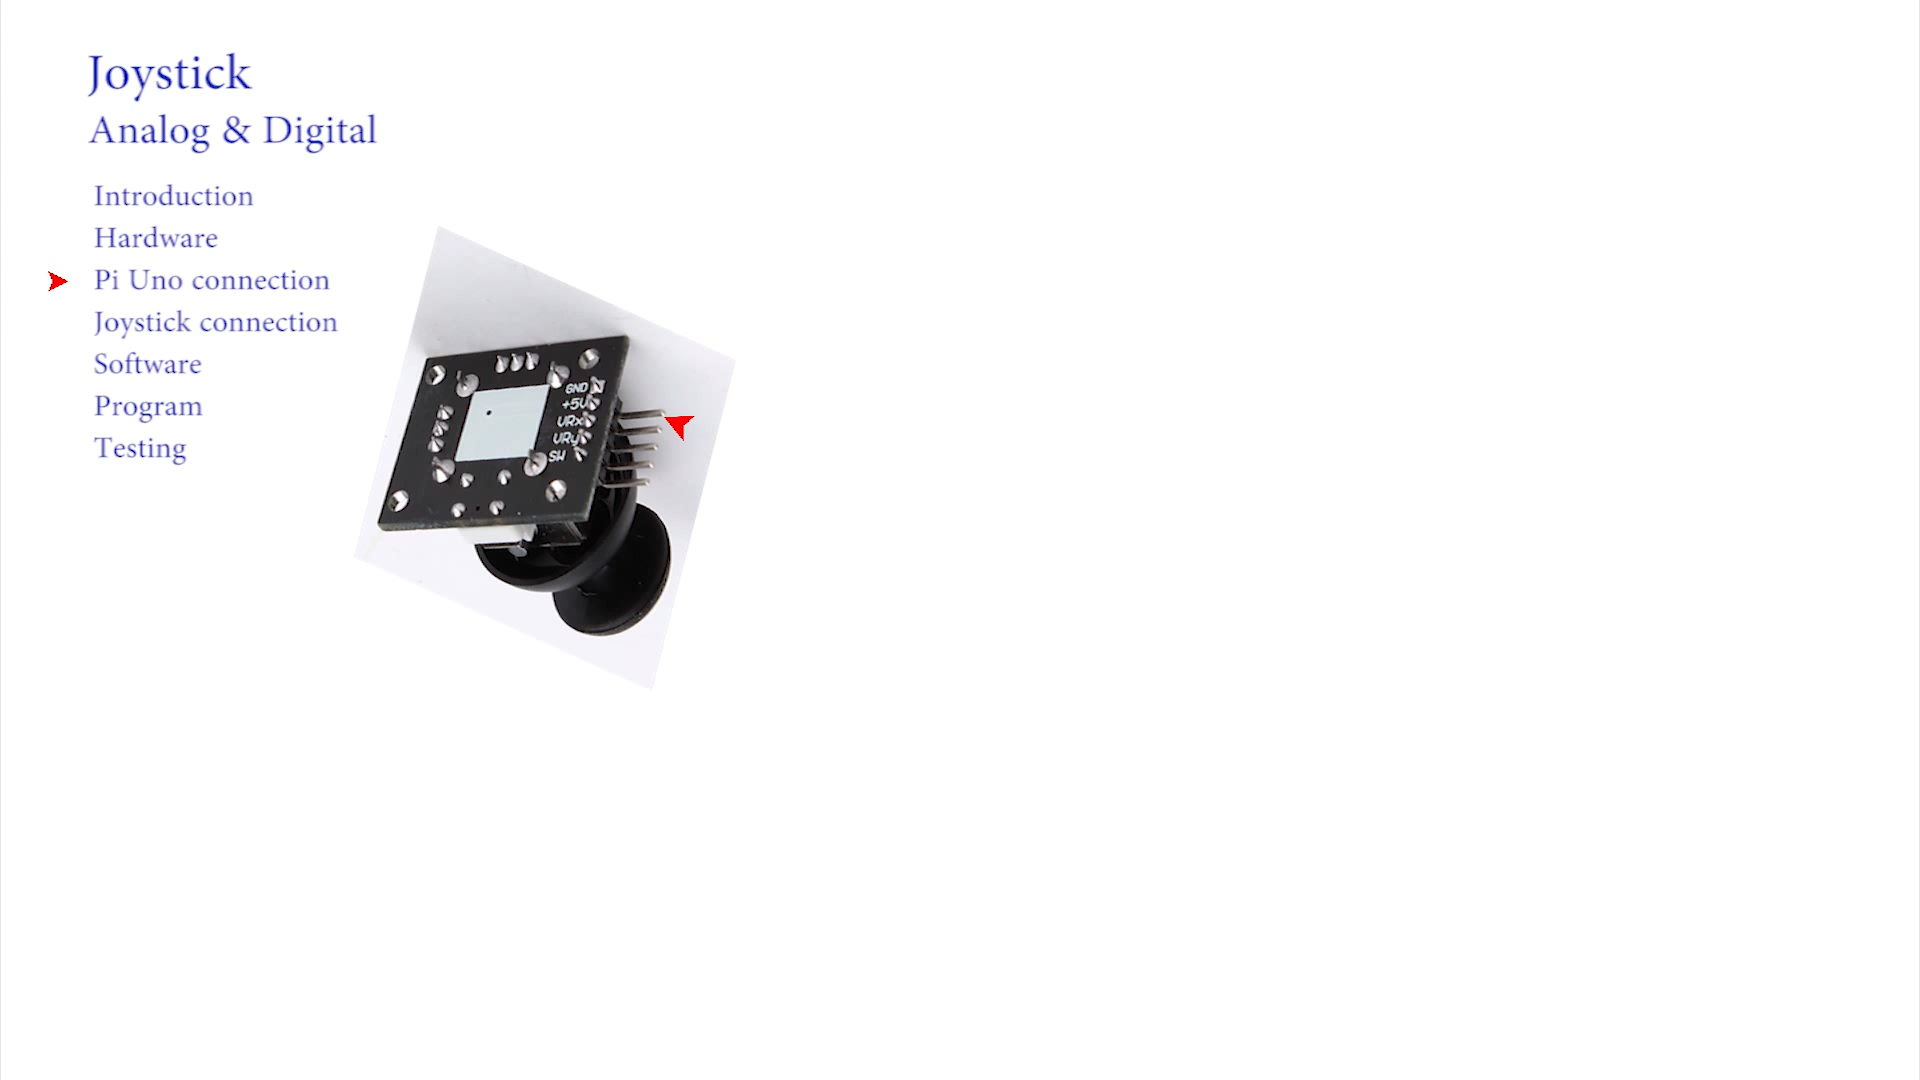 Joystick
Analog & Digital
Introduction
Hardware
Pi Uno connection
Joystick connection
Software
Program
Testing
GND
+5V
VRx
VRy
SW